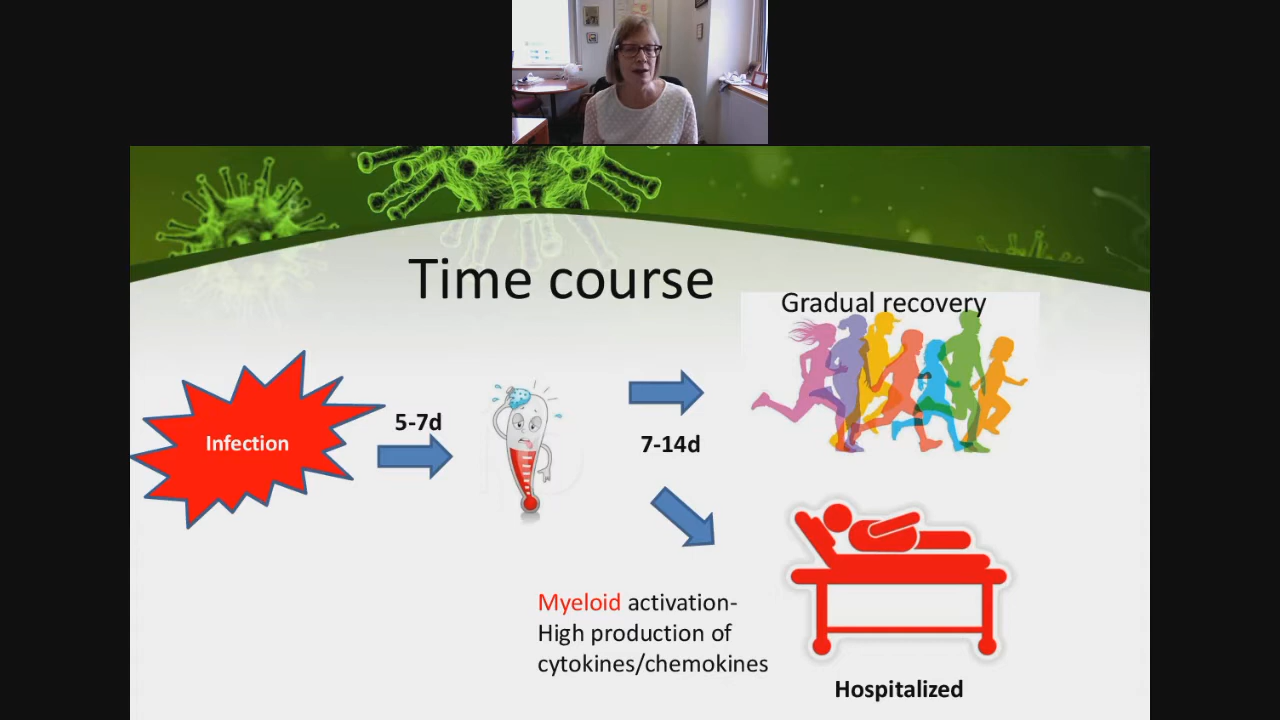 Time course
Gradual recovery
Infection
5-7d
7-14d
Myeloid activation-
High production of
cytokines/chemokines
Hospitalized